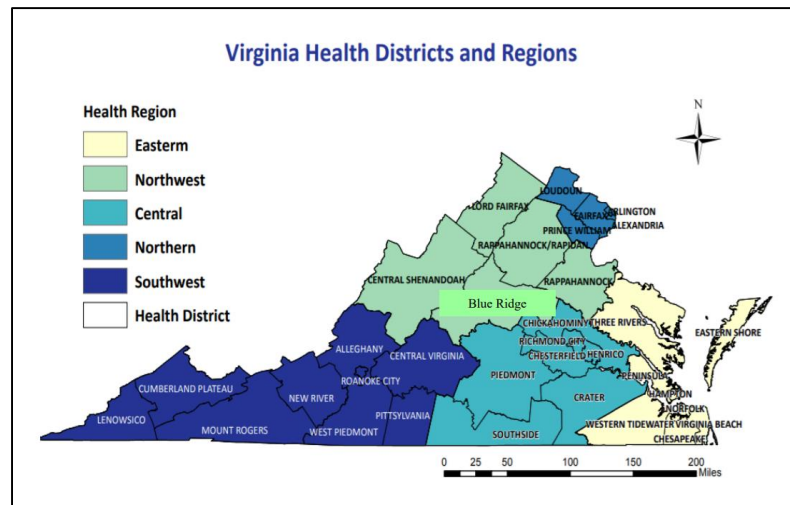 Virginia Health Districts and Regions
Health Region
Eastern
Northwest
Central
Northern
Southwest
Health District
N
LOUDOUN
FAIRFAX
ARLINGTON
ALEXANDRIA
PRINCE WILLIAM
LORD FAIRFAX
RAPPAHANNOCK/RAPIDAN
CENTRAL SHENANDOAH
RAPPAHANNOCK
Blue Ridge
CHICKAHOMINY
THREE RIVERS
EASTERN SHORE
RICHMOND CITY
CHESTERFIELD
HENRICO
ALLEGHANY
CENTRAL VIRGINIA
PIEDMONT
PENINSULA
ROANOKE CITY
CUMBERLAND PLATEAU
NEW RIVER
CRATER
HAMPTON
NORFOLK
LENOWISCO
PITTSYLVANIA
MOUNT ROGERS
WEST PIEDMONT
SOUTHSIDE
WESTERN TIDEWATER
VIRGINIA BEACH
CHESAPEAKE
0 25 50 100 150 200
Miles